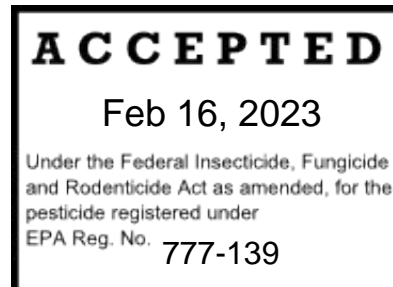 ACCEPTED
Feb 16, 2023
Under the Federal Insecticide, Fungicide
and Rodenticide Act as amended, for the
pesticide registered under
EPA Reg. No. 777-139